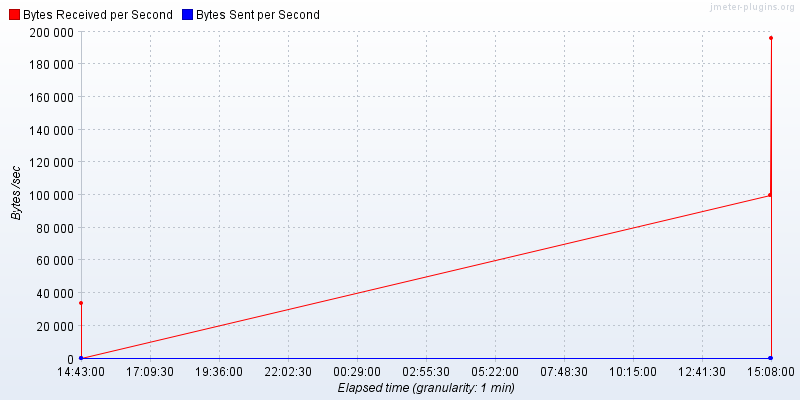 jmeter-plugins.org
Bytes Received per Second Bytes Sent per Second
200 000
180 000
160 000
140 000
120 000
100 000
80 000
60 000
40 000
20 000
0
Bytes /sec
14:43:00 17:09:30 19:36:00 22:02:30 00:29:00 02:55:30 05:22:00 07:48:30 10:15:00 12:41:30 15:08:00
Elapsed time (granularity: 1 min)